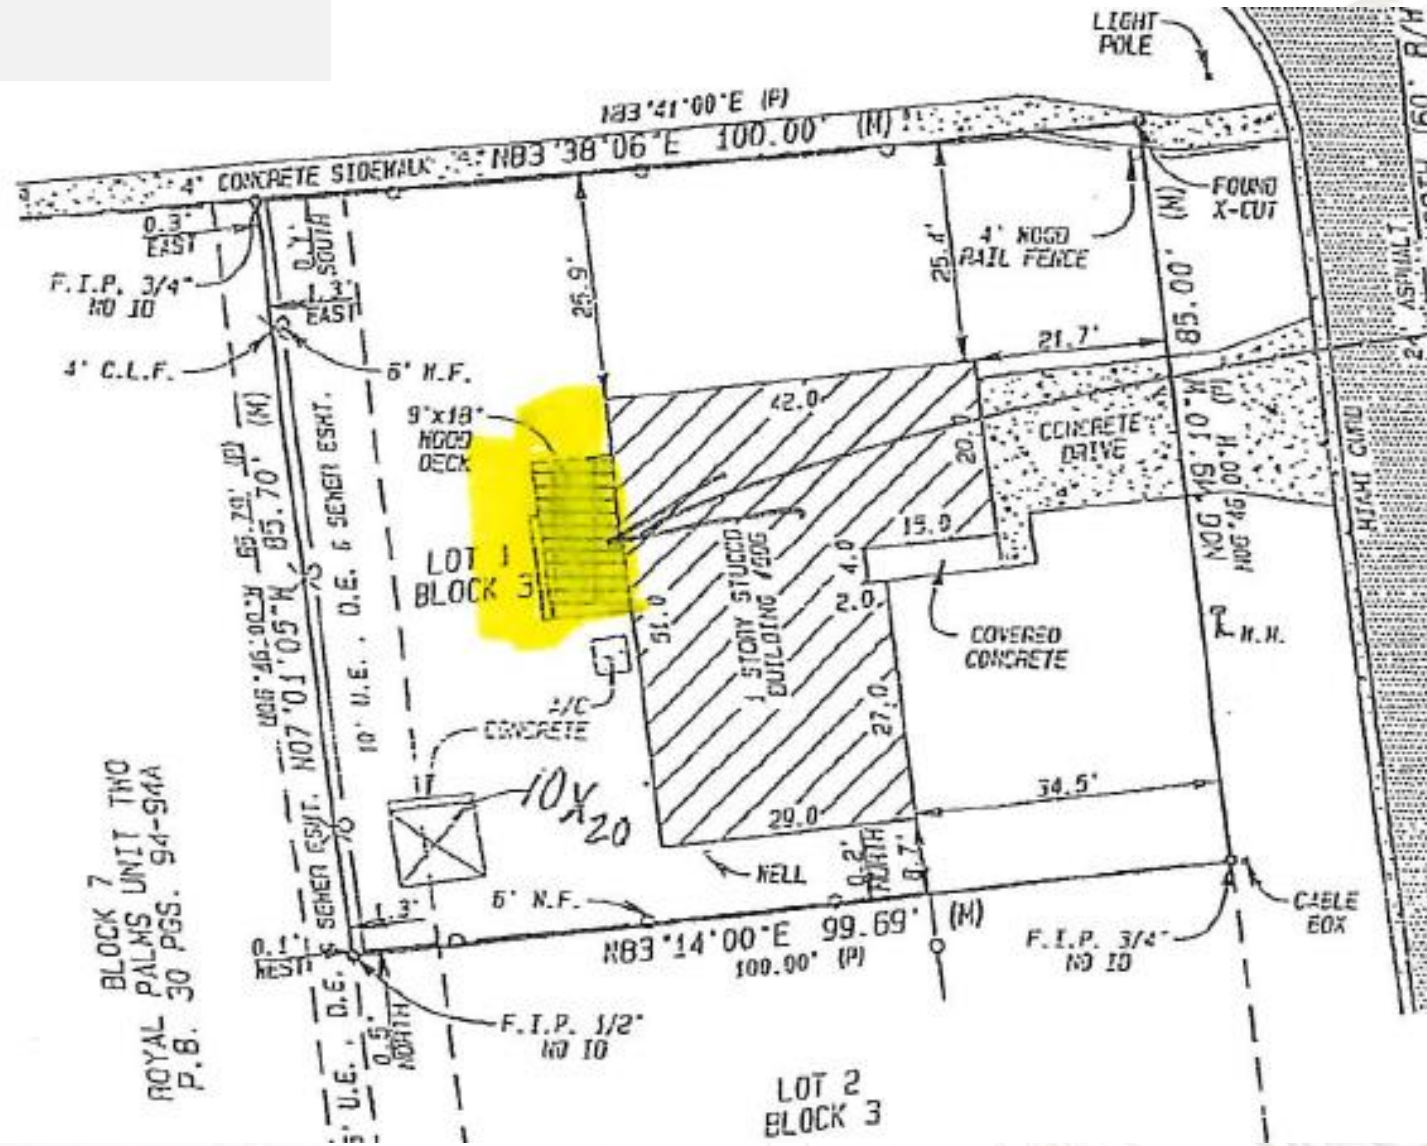 LIGHT
POLE
N83°41'00"E (P)
N83°38'06"E 100.00' (M)
4' CONCRETE SIDEWALK
0.3'
EAST
SOUTH
1.3'
EAST
F.I.P. 3/4"
NO ID
4' C.L.F.
6' W.F.
25.9'
25.4'
4' WOOD
RAIL FENCE
FOUND
X-CUT
85.00' (M)
21.7'
24' ASPHALT
9'x18'
WOOD
DECK
42.0
20.
CONCRETE
DRIVE
LOT 1
BLOCK 3
15.0
4.0
2.0
51.0
1 STORY STUCCO
BUILDING
COVERED
CONCRETE
W.M.
85.70' (M)
N07°01'05"W
10' U.E., D.E. & SEWER ESMT.
A/C
CONCRETE
10X20
27.0
34.5'
29.0
WELL
0.2'
NORTH
8.7'
6' W.F.
0.1'
WEST
N83°14'00"E 99.69' (M)
100.00' (P)
F.I.P. 3/4"
NO ID
CABLE
BOX
BLOCK 7
ROYAL PALMS UNIT TWO
P.B. 30 PGS. 94-94A
0.5'
NORTH
F.I.P. 1/2"
NO ID
LOT 2
BLOCK 3